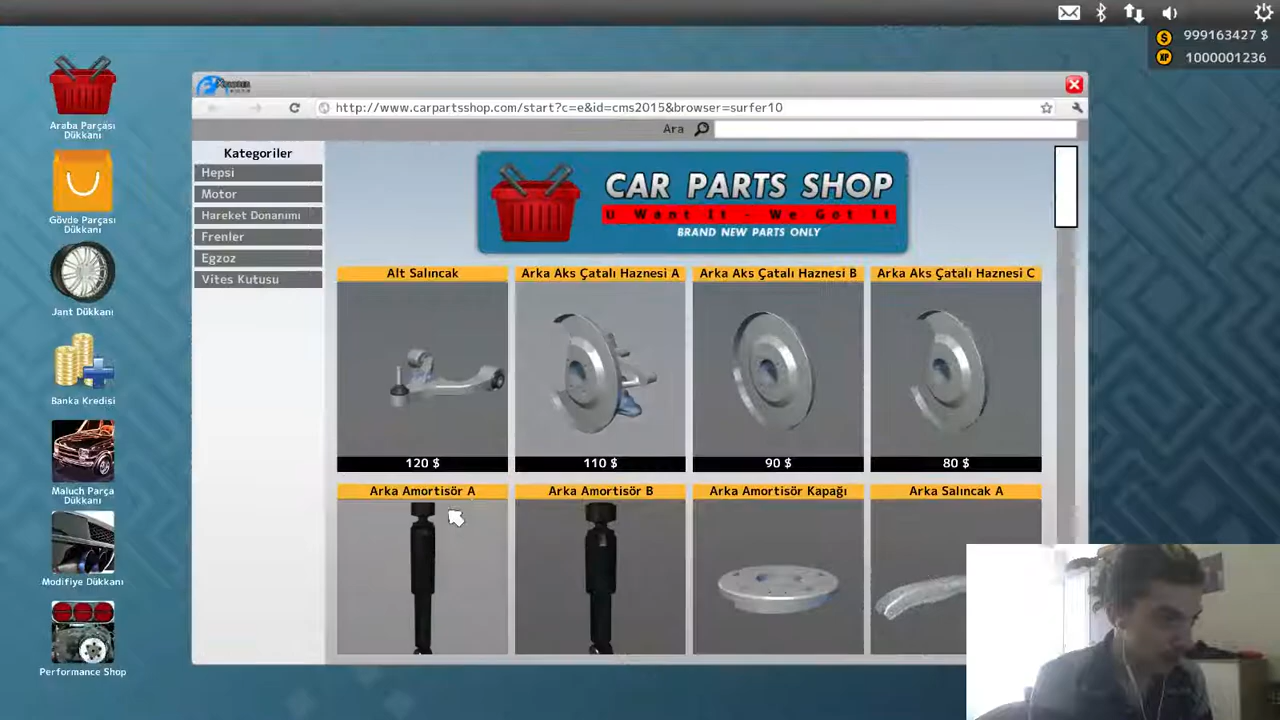 999163427 $
1000001236
http://www.carpartsshop.com/start?c=e&id=cms2015&browser=surfer10
Ara
Araba Parçası
Dükkanı
Gövde Parçası
Dükkanı
Jant Dükkanı
Banka Kredisi
Maluch Parça
Dükkanı
Modifiye Dükkanı
Performance Shop
Kategoriler
Hepsi
Motor
Hareket Donanımı
Frenler
Egzoz
Vites Kutusu
CAR PARTS SHOP
U Want It - We Got It
BRAND NEW PARTS ONLY
Alt Salıncak
Arka Aks Çatalı Haznesi A
Arka Aks Çatalı Haznesi B
Arka Aks Çatalı Haznesi C
120 $
110 $
90 $
80 $
Arka Amortisör A
Arka Amortisör B
Arka Amortisör Kapağı
Arka Salıncak A